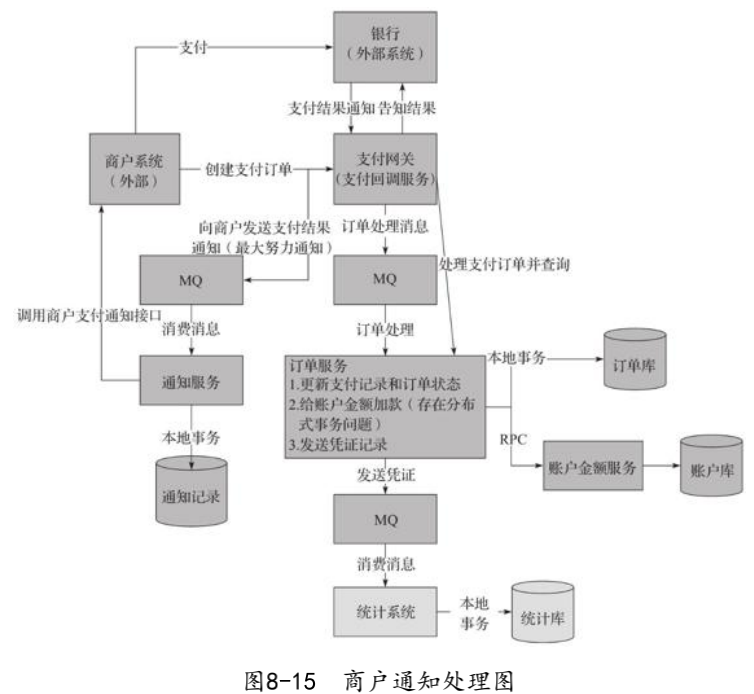 银行
（外部系统）
支付
支付结果通知 告知结果
商户系统
（外部）
创建支付订单
支付网关
(支付回调服务)
向商户发送支付结果
通知（最大努力通知）
订单处理消息
处理支付订单并查询
MQ
MQ
调用商户支付通知接口
消费消息
订单处理
通知服务
订单服务
1.更新支付记录和订单状态
2.给账户金额加款（存在分布
式事务问题）
3.发送凭证记录
本地事务
订单库
RPC
账户金额服务
账户库
本地事务
通知记录
发送凭证
MQ
消费消息
统计系统
本地
事务
统计库
图8-15 商户通知处理图